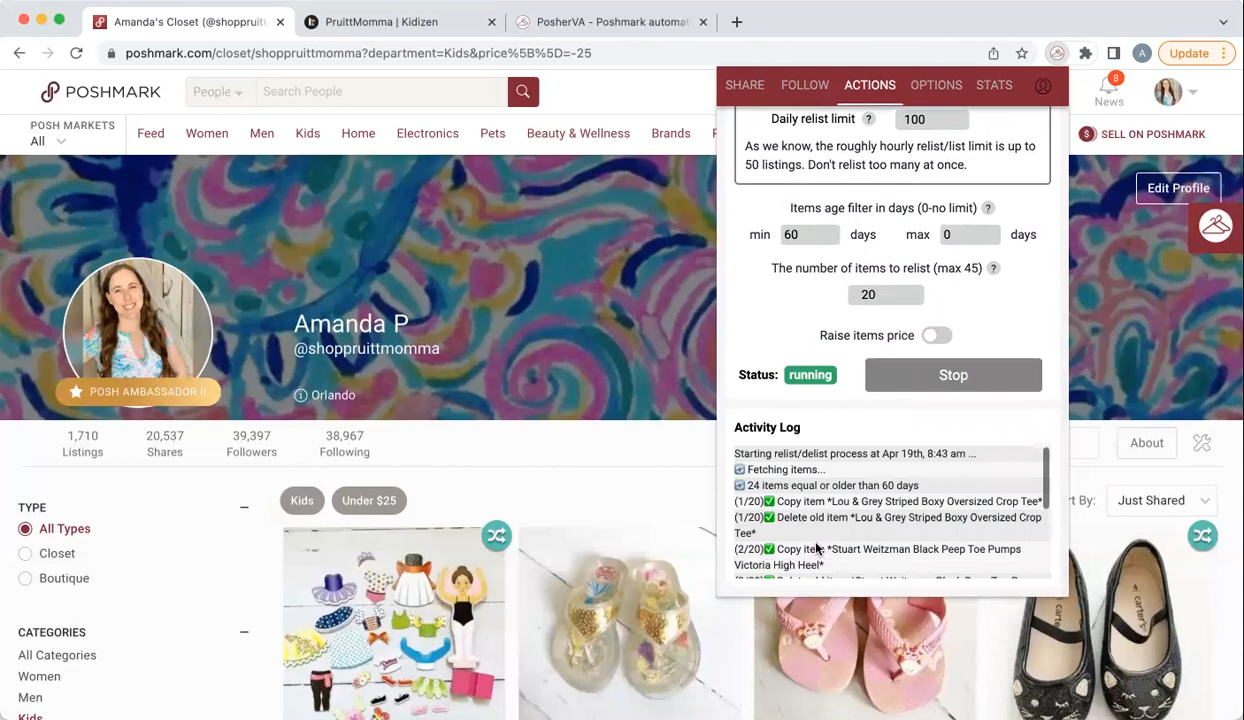 Amanda's Closet (@shoppruitt
PruittMomma | Kidizen
PosherVA - Poshmark automat
poshmark.com/closet/shoppruittmomma?department=Kids&price%5B%5D=-25
A
Update
POSHMARK
People
Search People
8
News
POSH MARKETS
All
Feed
Women
Men
Kids
Home
Electronics
Pets
Beauty & Wellness
Brands
SELL ON POSHMARK
Edit Profile
Amanda P
@shoppruittmomma
POSH AMBASSADOR II
Orlando
1,710
Listings
20,537
Shares
39,397
Followers
38,967
Following
About
TYPE
All Types
Closet
Boutique
CATEGORIES
All Categories
Women
Men
Kids
Kids
Under $25
rt By:
Just Shared
SHARE
FOLLOW
ACTIONS
OPTIONS
STATS
Daily relist limit ? 100
As we know, the roughly hourly relist/list limit is up to
50 listings. Don't relist too many at once.
Items age filter in days (0-no limit) ?
min 60 days max 0 days
The number of items to relist (max 45) ?
20
Raise items price
Status: running
Stop
Activity Log
Starting relist/delist process at Apr 19th, 8:43 am ...
Fetching items...
24 items equal or older than 60 days
(1/20)✅ Copy item *Lou & Grey Striped Boxy Oversized Crop Tee*
(1/20)✅ Delete old item *Lou & Grey Striped Boxy Oversized Crop
Tee*
(2/20)✅ Copy item *Stuart Weitzman Black Peep Toe Pumps
Victoria High Heel*